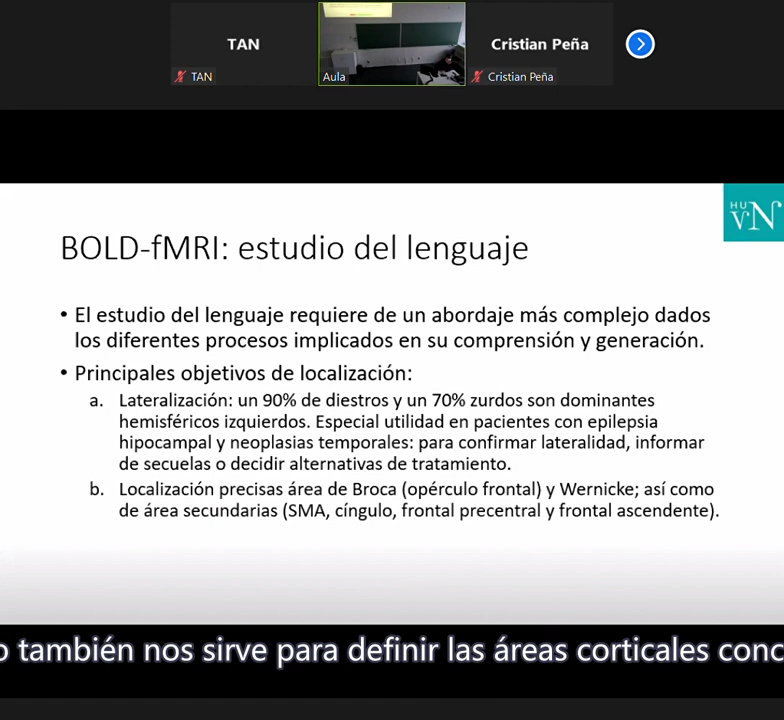 TAN
Cristian Peña
TAN
Aula
Cristian Peña
HU
VN
BOLD-fMRI: estudio del lenguaje
• El estudio del lenguaje requiere de un abordaje más complejo dados
los diferentes procesos implicados en su comprensión y generación.
• Principales objetivos de localización:
a. Lateralización: un 90% de diestros y un 70% zurdos son dominantes
hemisféricos izquierdos. Especial utilidad en pacientes con epilepsia
hipocampal y neoplasias temporales: para confirmar lateralidad, informar
de secuelas o decidir alternativas de tratamiento.
b. Localización precisas área de Broca (opérculo frontal) y Wernicke; así como
de área secundarias (SMA, cíngulo, frontal precentral y frontal ascendente).
o también nos sirve para definir las áreas corticales conc